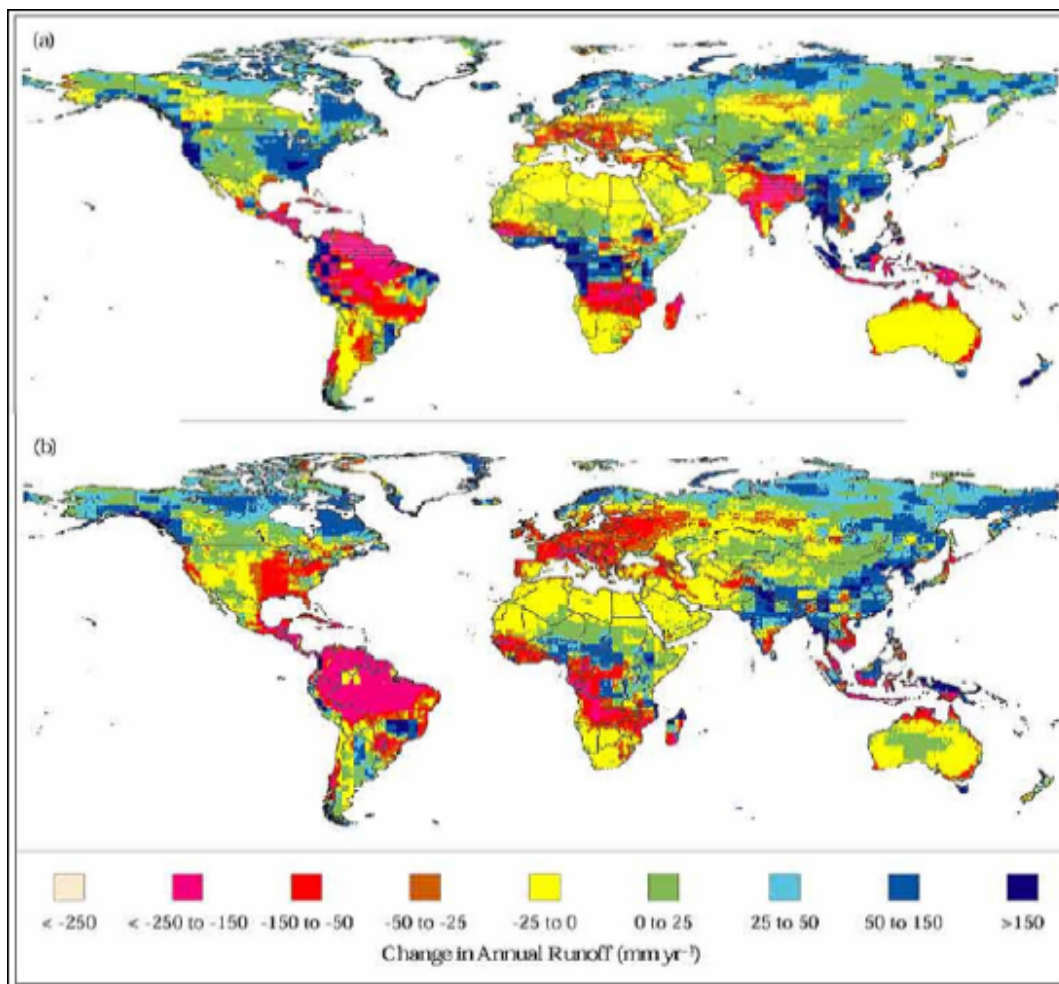 (a)
(b)
< -250
< -250 to -150
-150 to -50
-50 to -25
-25 to 0
0 to 25
25 to 50
50 to 150
>150
Change in Annual Runoff (mm yr⁻¹)